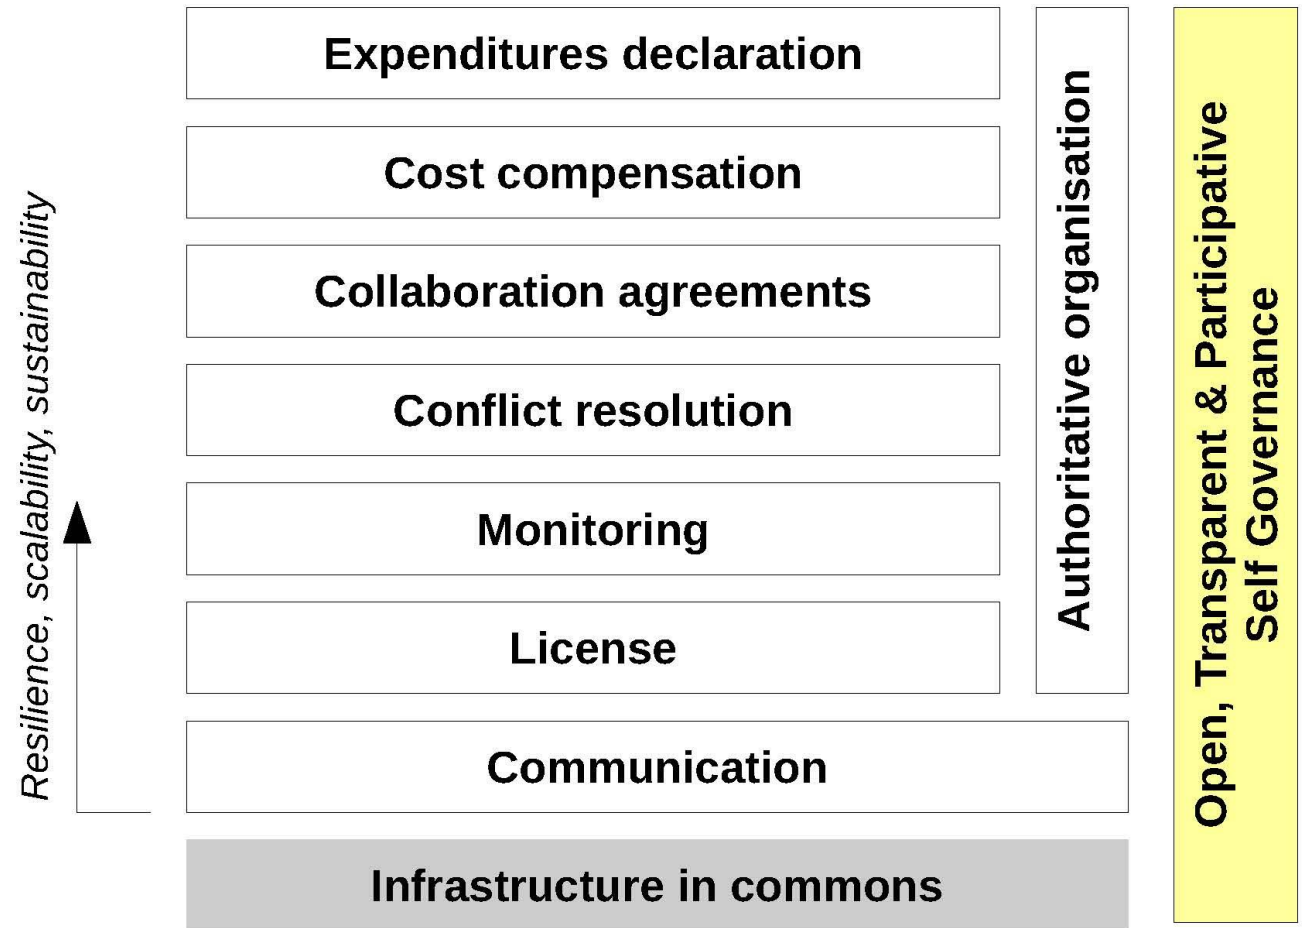 Expenditures declaration
Cost compensation
Collaboration agreements
Conflict resolution
Monitoring
License
Communication
Infrastructure in commons
Resilience, scalability, sustainability
Authoritative organisation
Open, Transparent & Participative
Self Governance